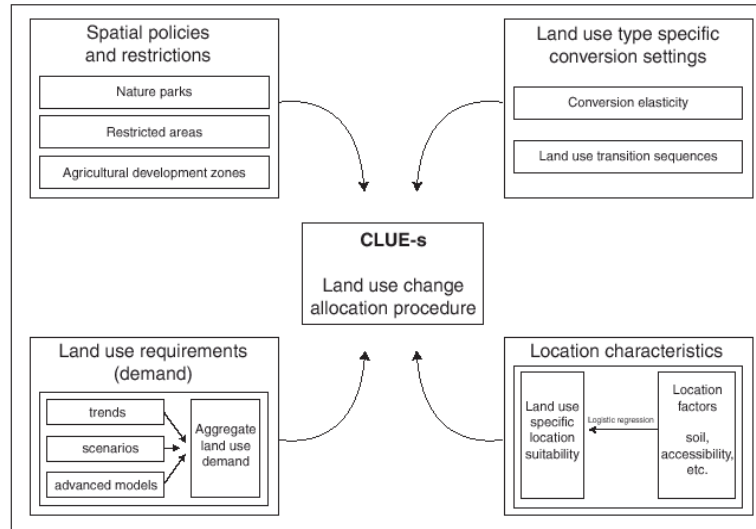 Spatial policies
and restrictions
Nature parks
Restricted areas
Agricultural development zones
Land use type specific
conversion settings
Conversion elasticity
Land use transition sequences
CLUE-s
Land use change
allocation procedure
Land use requirements
(demand)
trends
scenarios
advanced models
Aggregate
land use
demand
Location characteristics
Land use
specific
location
suitability
Logistic regression
Location
factors
soil,
accessibility,
etc.